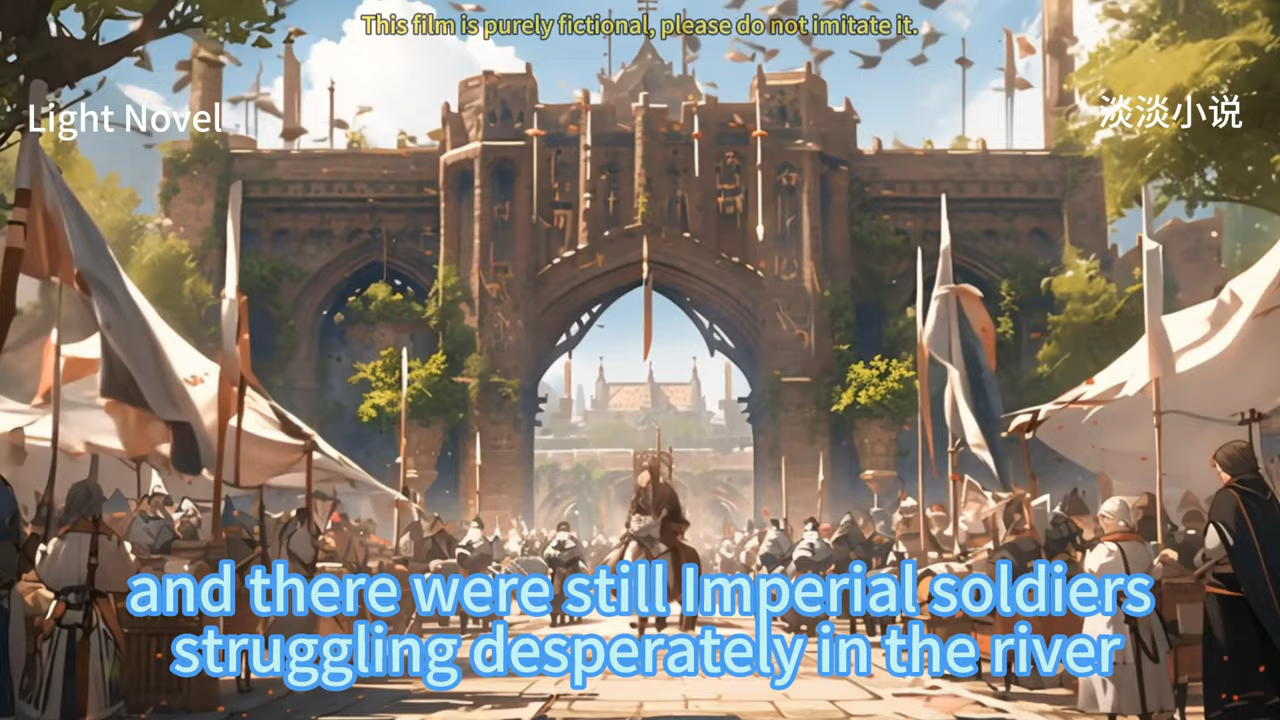 This film is purely fictional, please do not imitate it.
Light Novel
淡淡小说
and there were still Imperial soldiers
struggling desperately in the river